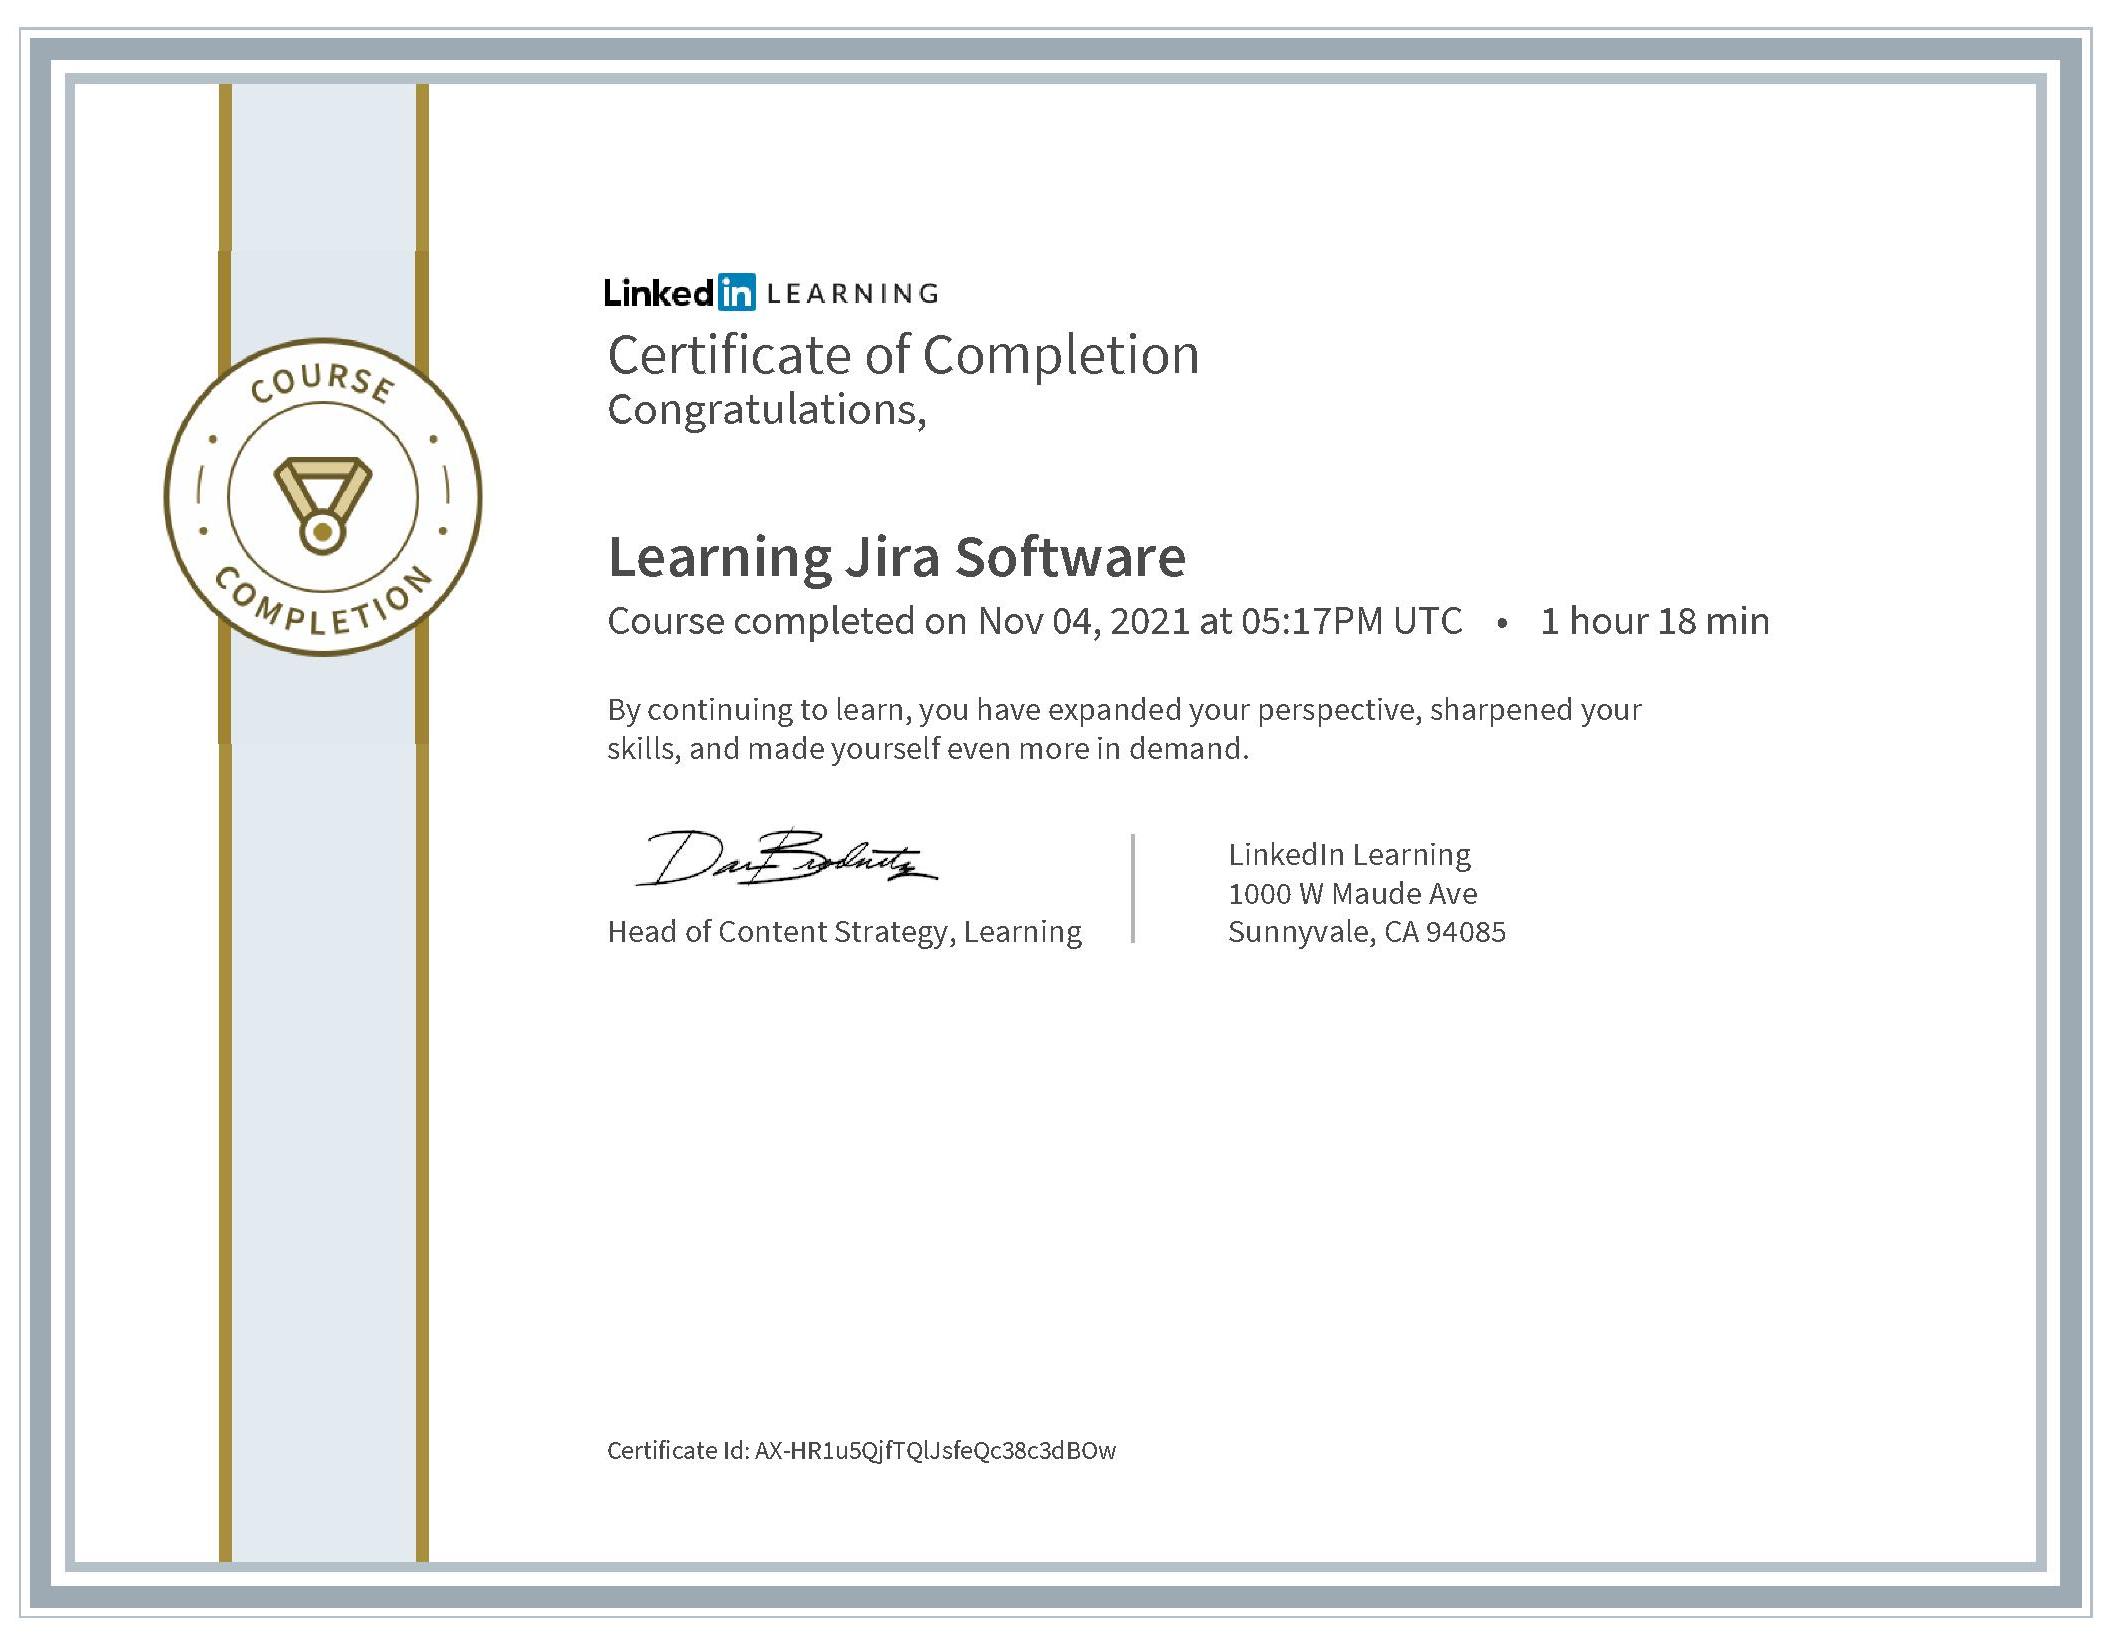 COURSE
COMPLETION
Linked in LEARNING
Certificate of Completion
Congratulations,
Learning Jira Software
Course completed on Nov 04, 2021 at 05:17PM UTC • 1 hour 18 min
By continuing to learn, you have expanded your perspective, sharpened your
skills, and made yourself even more in demand.
Head of Content Strategy, Learning
LinkedIn Learning
1000 W Maude Ave
Sunnyvale, CA 94085
Certificate Id: AX-HR1u5QjfTQlJsfeQc38c3dBOw